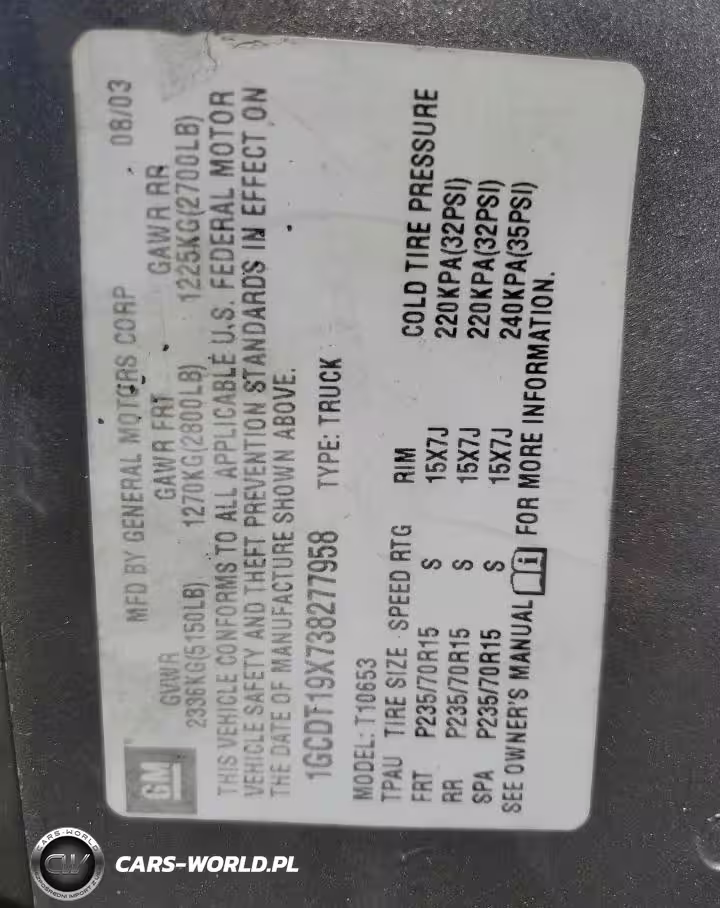 MFD BY GENERAL MOTORS CORP 08/03
GVWR GAWR FRT GAWR RR
2336KG(5150LB) 1270KG(2800LB) 1225KG(2700LB)
THIS VEHICLE CONFORMS TO ALL APPLICABLE U.S. FEDERAL MOTOR
VEHICLE SAFETY AND THEFT PREVENTION STANDARDS IN EFFECT ON
THE DATE OF MANUFACTURE SHOWN ABOVE.
GM
1GCDT19X738277958 TYPE: TRUCK
MODEL: T10653
TPAU TIRE SIZE SPEED RTG RIM COLD TIRE PRESSURE
FRT P235/70R15 S 15X7J 220KPA(32PSI)
RR P235/70R15 S 15X7J 220KPA(32PSI)
SPA P235/70R15 S 15X7J 240KPA(35PSI)
SEE OWNER'S MANUAL FOR MORE INFORMATION.
CARS-WORLD
CW
CARS-WORLD.PL